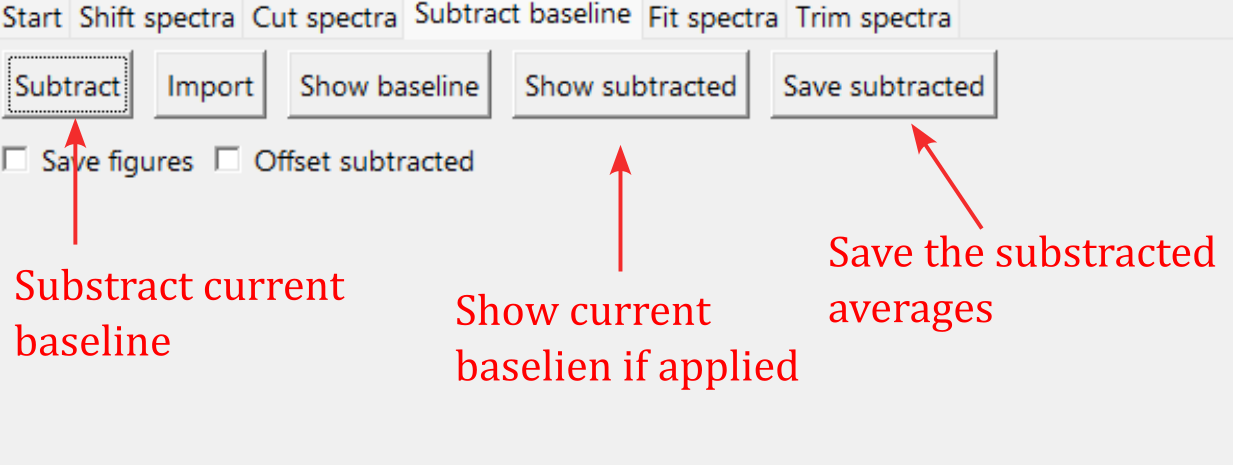 Start Shift spectra Cut spectra Subtract baseline Fit spectra Trim spectra
Subtract Import Show baseline Show subtracted Save subtracted
Save figures Offset subtracted
Substract current
baseline
Show current
baselien if applied
Save the substracted
averages